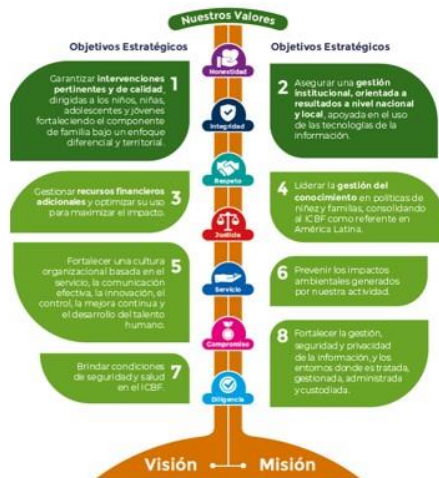 Nuestros Valores
Objetivos Estratégicos
Objetivos Estratégicos
1
Garantizar intervenciones
pertinentes y de calidad,
dirigidas a los niños, niñas,
adolescentes y jóvenes
fortaleciendo el componente
de familia bajo un enfoque
diferencial y territorial.
Honestidad
2
Asegurar una gestión
institucional, orientada a
resultados a nivel nacional
y local, apoyada en el uso
de las tecnologías de la
información.
Integridad
Respeto
3
Gestionar recursos financieros
adicionales y optimizar su uso
para maximizar el impacto.
4
Liderar la gestión del
conocimiento en políticas de
niñez y familias, consolidando
al ICBF como referente en
América Latina.
Justicia
5
Fortalecer una cultura
organizacional basada en el
servicio, la comunicación
efectiva, la innovación, el
control, la mejora continua y
el desarrollo del talento
humano.
Servicio
6
Prevenir los impactos
ambientales generados
por nuestra actividad.
Compromiso
7
Brindar condiciones
de seguridad y salud
en el ICBF.
8
Fortalecer la gestión,
seguridad y privacidad
de la información, y los
entornos donde es tratada,
gestionada, administrada
y custodiada.
Diligencia
Visión
Misión